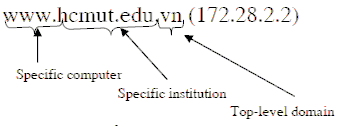 www.hcmut.edu.vn (172.28.2.2)
Specific computer
Specific institution
Top-level domain